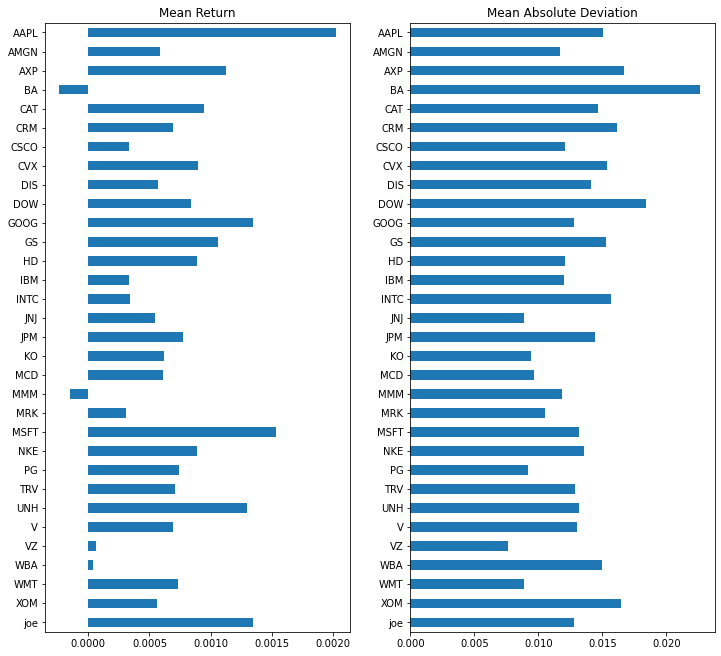 Mean Return
AAPL
AMGN
AXP
BA
CAT
CRM
CSCO
CVX
DIS
DOW
GOOG
GS
HD
IBM
INTC
JNJ
JPM
KO
MCD
MMM
MRK
MSFT
NKE
PG
TRV
UNH
V
VZ
WBA
WMT
XOM
joe
0.0000 0.0005 0.0010 0.0015 0.0020
Mean Absolute Deviation
AAPL
AMGN
AXP
BA
CAT
CRM
CSCO
CVX
DIS
DOW
GOOG
GS
HD
IBM
INTC
JNJ
JPM
KO
MCD
MMM
MRK
MSFT
NKE
PG
TRV
UNH
V
VZ
WBA
WMT
XOM
joe
0.000 0.005 0.010 0.015 0.020